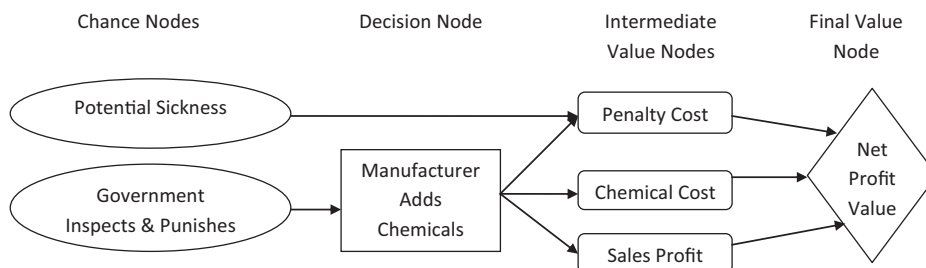 Chance Nodes
Decision Node
Intermediate
Value Nodes
Final Value
Node
Potential Sickness
Government
Inspects & Punishes
Manufacturer
Adds
Chemicals
Penalty Cost
Chemical Cost
Sales Profit
Net
Profit
Value